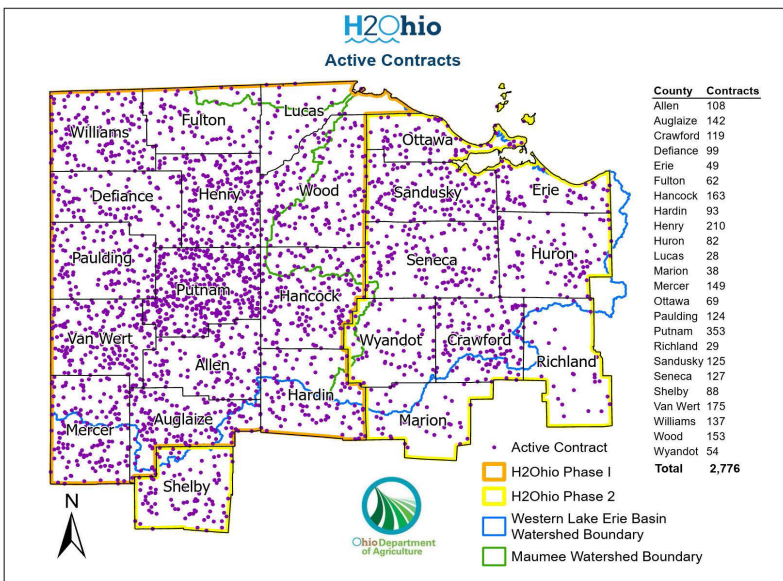 H2Ohio
Active Contracts
County Contracts
Allen 108
Auglaize 142
Crawford 119
Defiance 99
Erie 49
Fulton 62
Hancock 163
Hardin 93
Henry 210
Huron 82
Lucas 28
Marion 38
Mercer 149
Ottawa 69
Paulding 124
Putnam 353
Richland 29
Sandusky 125
Seneca 127
Shelby 88
Van Wert 175
Williams 137
Wood 153
Wyandot 54
Total 2,776
Williams
Fulton
Lucas
Ottawa
Defiance
Henry
Wood
Sandusky
Erie
Paulding
Putnam
Hancock
Seneca
Huron
Van Wert
Allen
Wyandot
Crawford
Richland
Mercer
Auglaize
Hardin
Marion
Shelby
N
Ohio Department
of Agriculture
Active Contract
H2Ohio Phase I
H2Ohio Phase 2
Western Lake Erie Basin
Watershed Boundary
Maumee Watershed Boundary